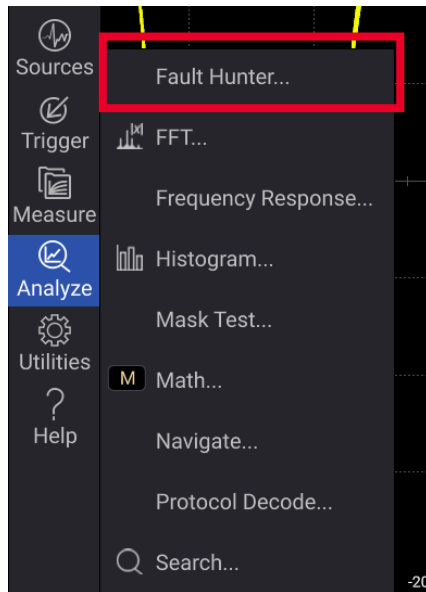 Sources
Trigger
Measure
Analyze
Utilities
Help
Fault Hunter...
|X|
FFT...
Frequency Response...
Histogram...
Mask Test...
M
Math...
Navigate...
Protocol Decode...
Search...
-20